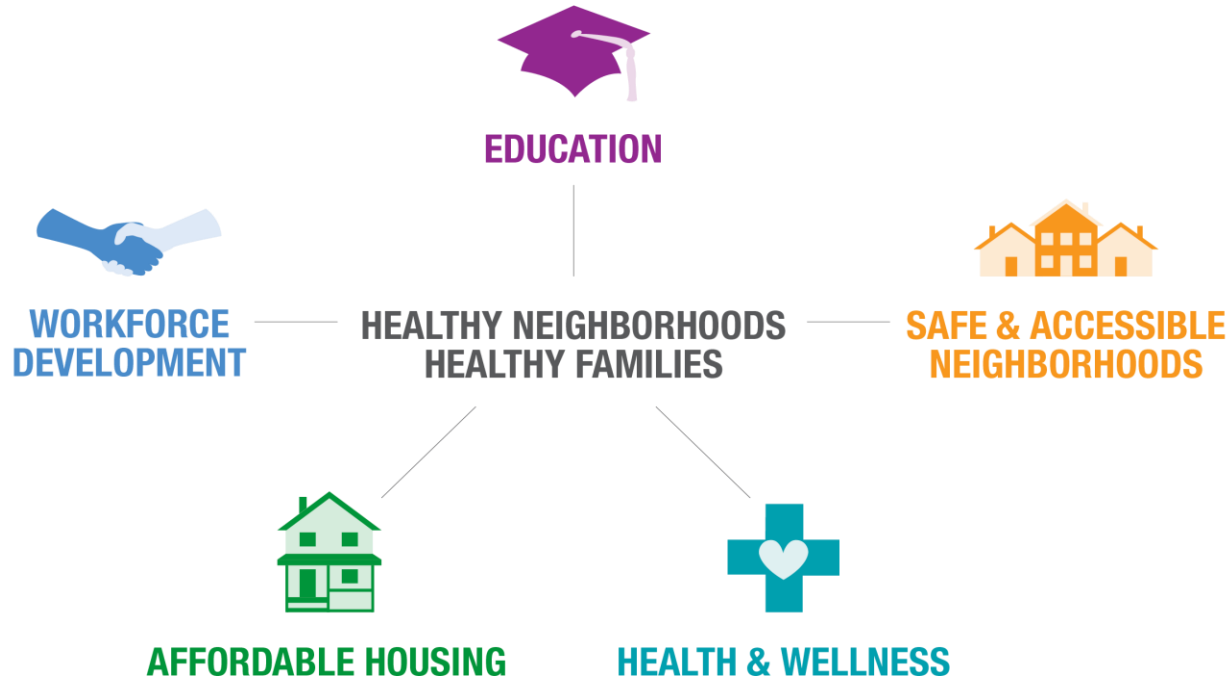 EDUCATION
WORKFORCE
DEVELOPMENT
HEALTHY NEIGHBORHOODS
HEALTHY FAMILIES
SAFE & ACCESSIBLE
NEIGHBORHOODS
AFFORDABLE HOUSING
HEALTH & WELLNESS